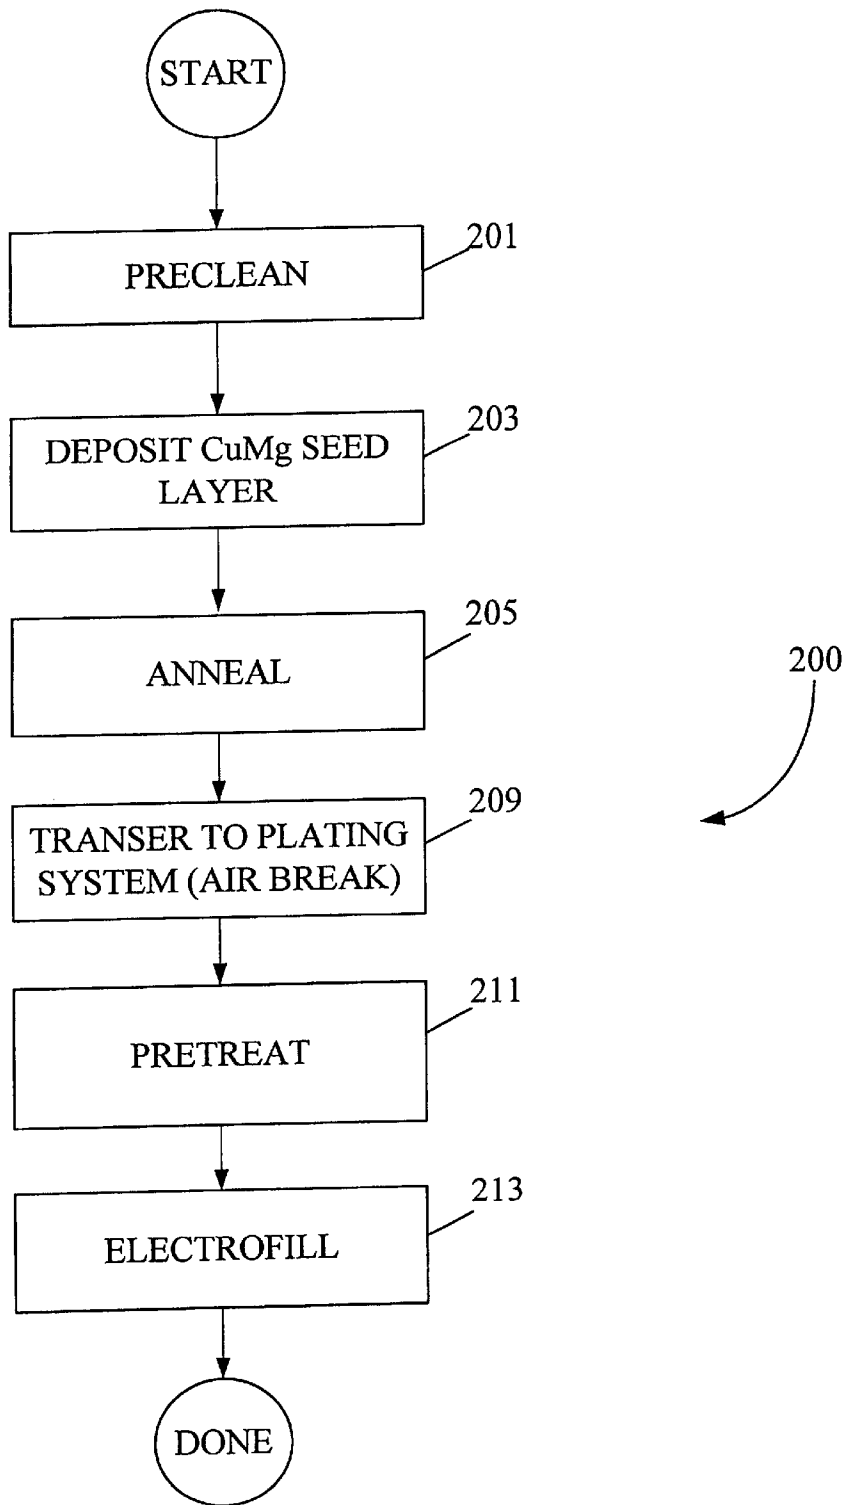 START
201
PRECLEAN
203
DEPOSIT CuMg SEED
LAYER
205
ANNEAL
200
209
TRANSER TO PLATING
SYSTEM (AIR BREAK)
211
PRETREAT
213
ELECTROFILL
DONE